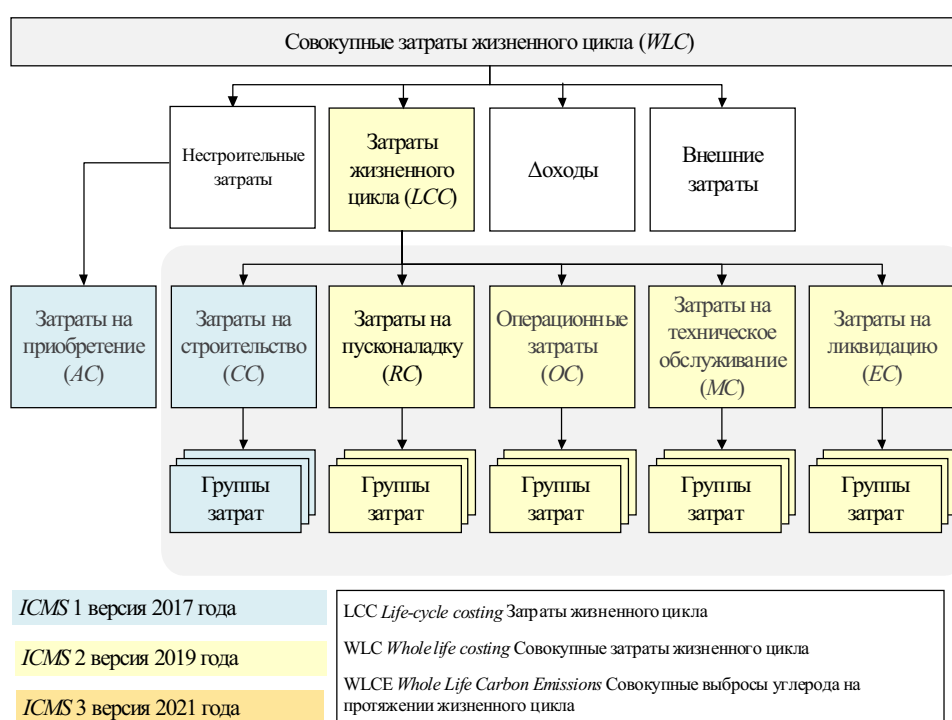 Совокупные затраты жизненного цикла (WLC)
Нестроительные
затраты
Затраты
жизненного
цикла (LCC)
Доходы
Внешние
затраты
Затраты на
приобретение
(AC)
Затраты на
строительство
(CC)
Затраты на
пусконаладку
(RC)
Операционные
затраты
(OC)
Затраты на
техническое
обслуживание
(MC)
Затраты на
ликвидацию
(EC)
Группы
затрат
Группы
затрат
Группы
затрат
Группы
затрат
Группы
затрат
ICMS 1 версия 2017 года
ICMS 2 версия 2019 года
ICMS 3 версия 2021 года
LCC Life-cycle costing Затраты жизненного цикла
WLC Whole life costing Совокупные затраты жизненного цикла
WLCE Whole Life Carbon Emissions Совокупные выбросы углерода на
протяжении жизненного цикла